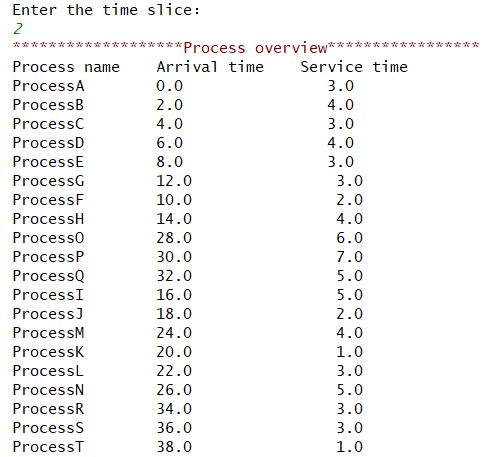 Enter the time slice:
2
*******************Process overview*****************
Process name    Arrival time    Service time
ProcessA        0.0                3.0
ProcessB        2.0                4.0
ProcessC        4.0                3.0
ProcessD        6.0                4.0
ProcessE        8.0                3.0
ProcessG        12.0                3.0
ProcessF        10.0                2.0
ProcessH        14.0                4.0
ProcessO        28.0                6.0
ProcessP        30.0                7.0
ProcessQ        32.0                5.0
ProcessI        16.0                5.0
ProcessJ        18.0                2.0
ProcessM        24.0                4.0
ProcessK        20.0                1.0
ProcessL        22.0                3.0
ProcessN        26.0                5.0
ProcessR        34.0                3.0
ProcessS        36.0                3.0
ProcessT        38.0                1.0